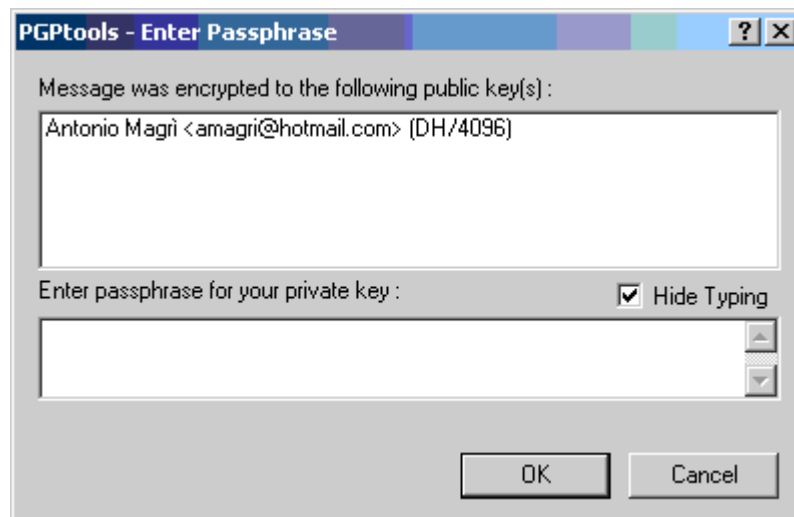 PGPtools - Enter Passphrase
Message was encrypted to the following public key(s) :
Antonio Magrì <amagri@hotmail.com> (DH/4096)
Enter passphrase for your private key :
Hide Typing
OK
Cancel